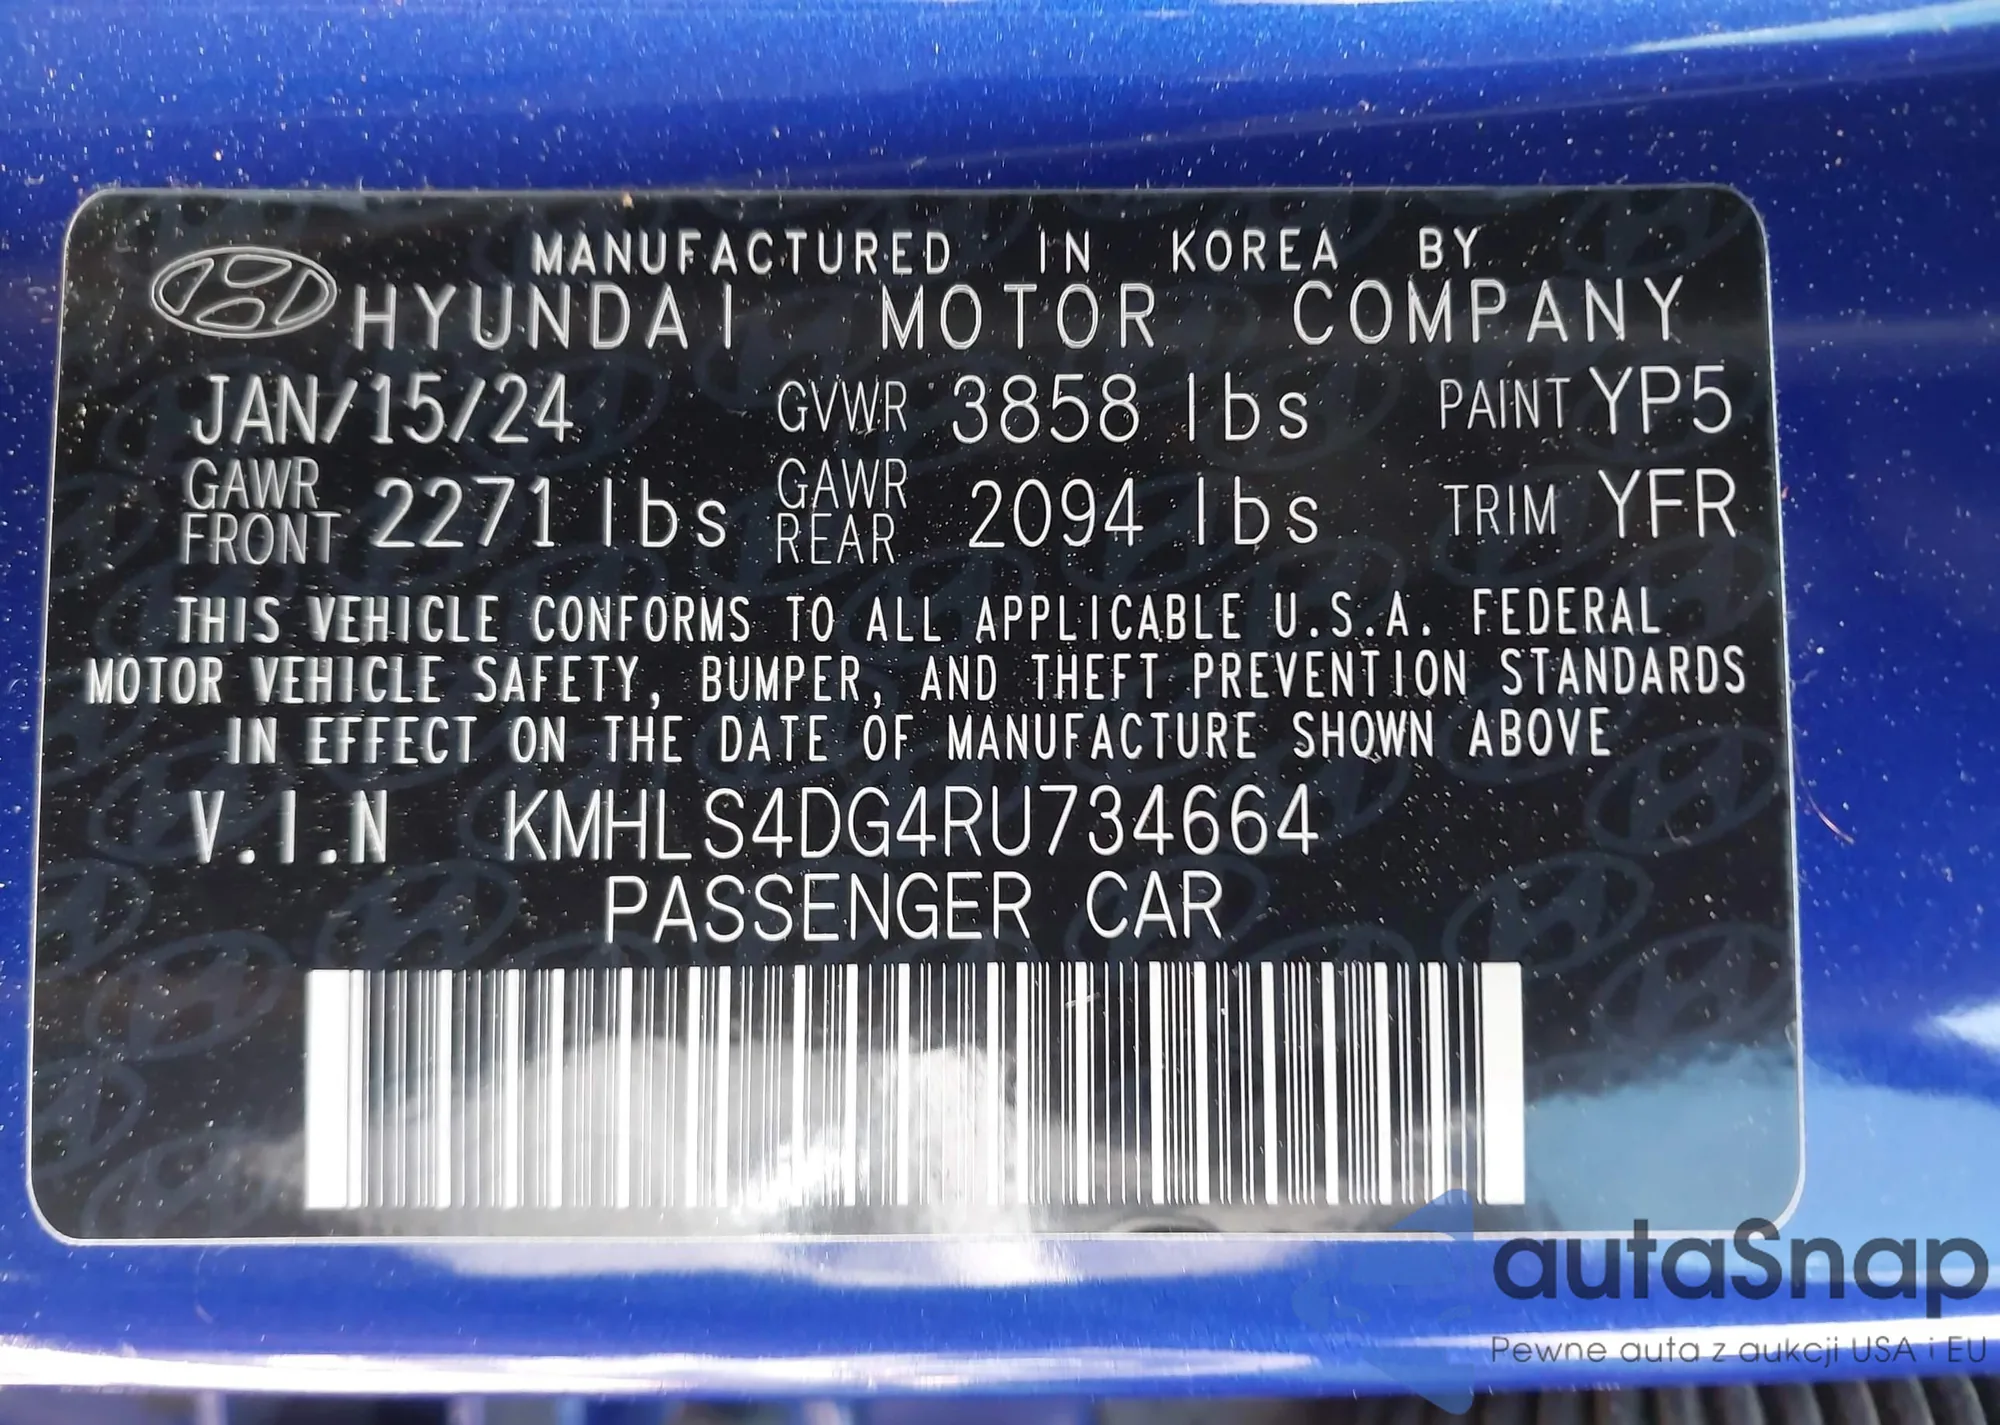 MANUFACTURED IN KOREA BY
HYUNDAI MOTOR COMPANY
JAN/15/24 GVWR 3858 lbs PAINT YP5
GAWR FRONT 2271 lbs GAWR REAR 2094 lbs TRIM YFR
THIS VEHICLE CONFORMS TO ALL APPLICABLE U.S.A. FEDERAL
MOTOR VEHICLE SAFETY, BUMPER, AND THEFT PREVENTION STANDARDS
IN EFFECT ON THE DATE OF MANUFACTURE SHOWN ABOVE
V.I.N KMHLS4DG4RU734664
PASSENGER CAR
autaSnap
Pewne auta z aukcji USA i EU